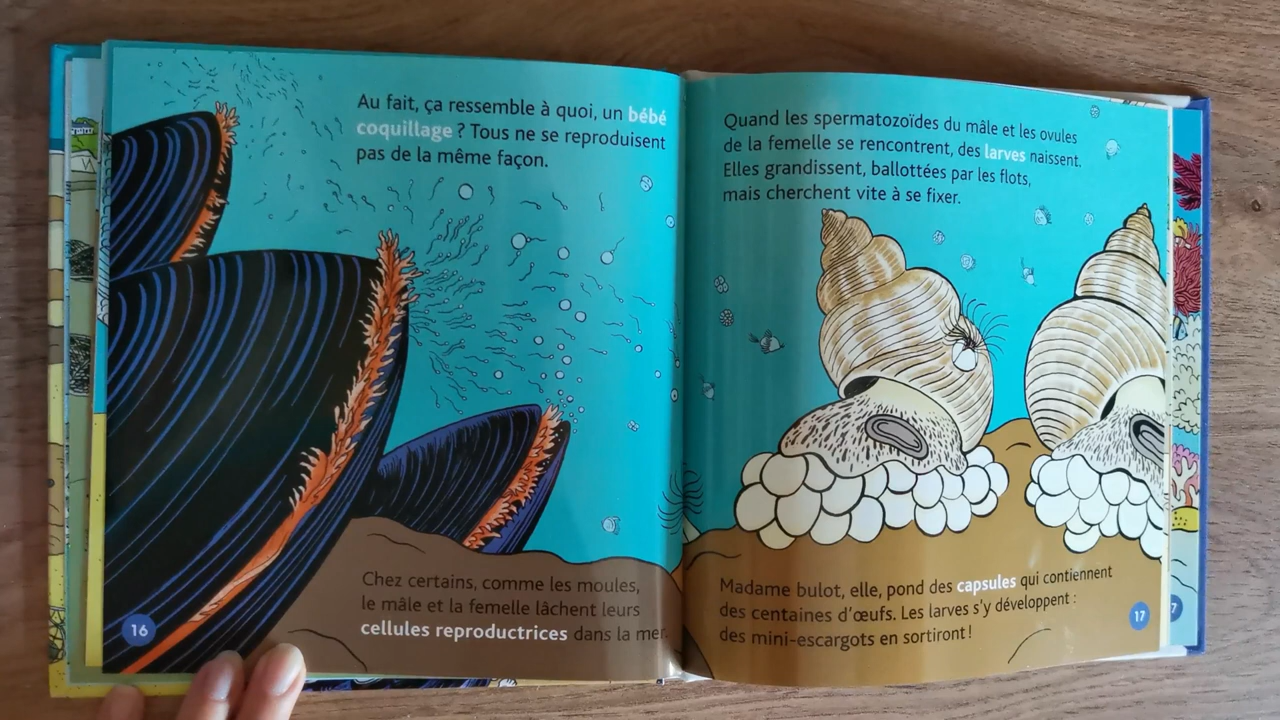 Au fait, ça ressemble à quoi, un bébé
coquillage ? Tous ne se reproduisent
pas de la même façon.
Chez certains, comme les moules,
le mâle et la femelle lâchent leurs
cellules reproductrices dans la mer.
16
Quand les spermatozoïdes du mâle et les ovules
de la femelle se rencontrent, des larves naissent.
Elles grandissent, ballottées par les flots,
mais cherchent vite à se fixer.
Madame bulot, elle, pond des capsules qui contiennent
des centaines d'œufs. Les larves s'y développent :
des mini-escargots en sortiront !
17
7